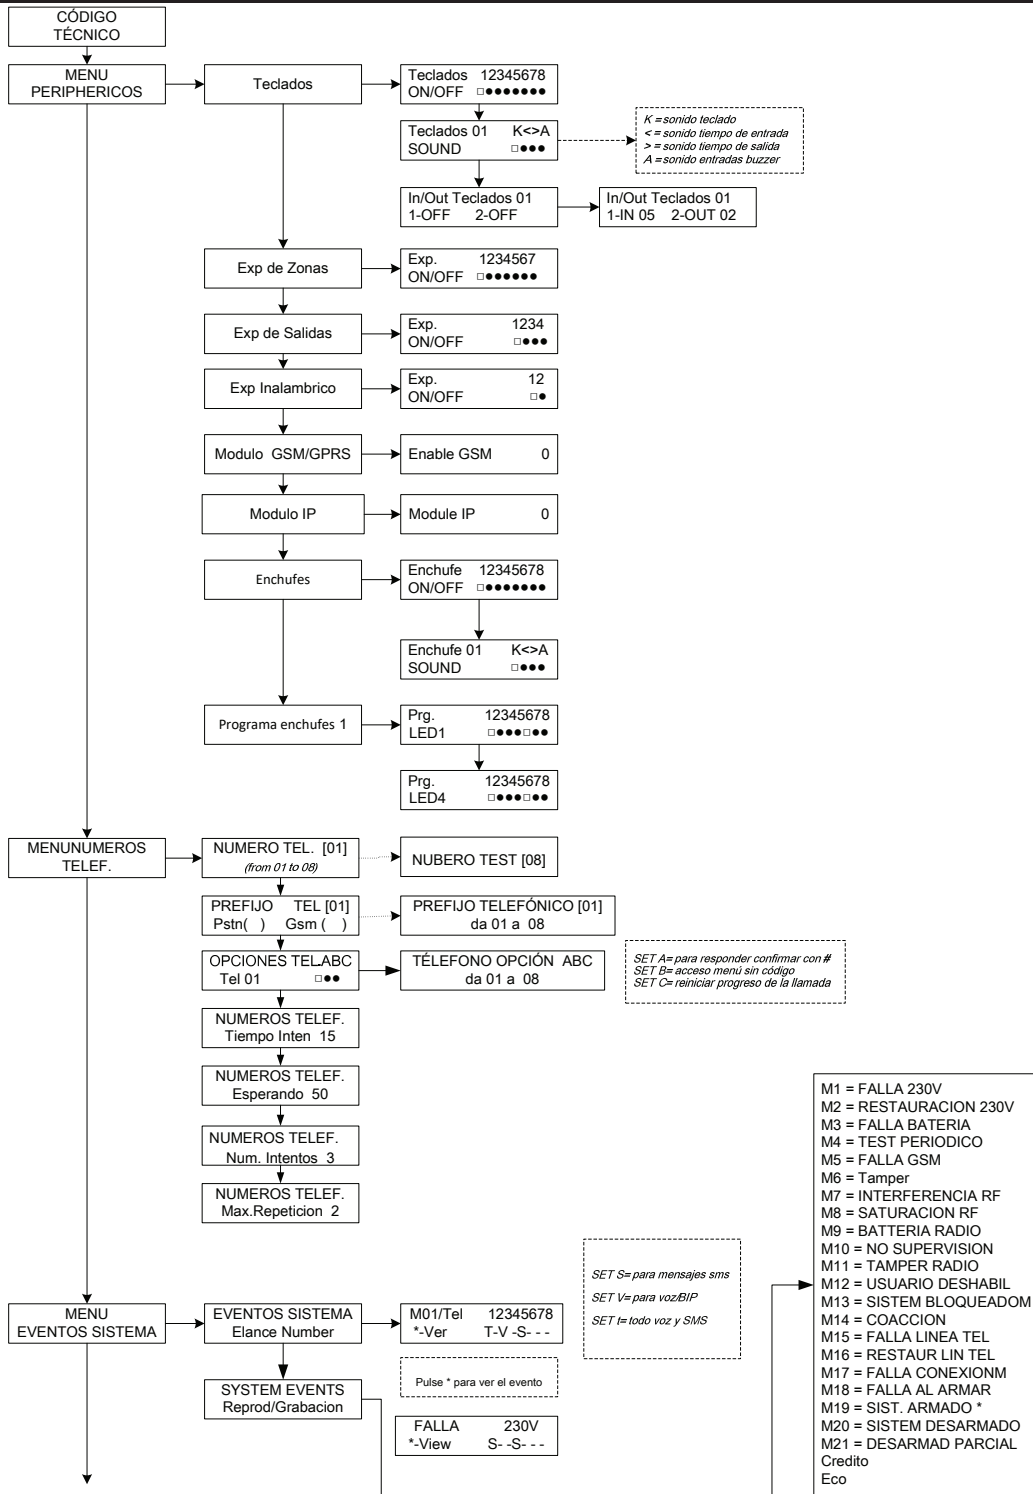 CÓDIGO
TÉCNICO
MENU
PERIPHERICOS
Teclados
Teclados 12345678
ON/OFF □●●●●●●●
Teclados 01 K<>A
SOUND □●●●
K =sonido teclado
< = sonido tiempo de entrada
> = sonido tiempo de salida
A =sonido entradas buzzer
In/Out Teclados 01
1-OFF 2-OFF
In/Out Teclados 01
1-IN 05 2-OUT 02
Exp de Zonas
Exp. 1234567
ON/OFF □●●●●●●
Exp de Salidas
Exp. 1234
ON/OFF □●●●
Exp Inalambrico
Exp. 12
ON/OFF □●
Modulo GSM/GPRS
Enable GSM 0
Modulo IP
Module IP 0
Enchufes
Enchufe 12345678
ON/OFF □●●●●●●●
Enchufe 01 K<>A
SOUND □●●●
Programa enchufes 1
Prg. 12345678
LED1 □●●●□●●
Prg. 12345678
LED4 □●●●□●●
MENUNUMEROS
TELEF.
NUMERO TEL. [01]
(from 01 to 08)
NUBERO TEST [08]
PREFIJO TEL [01]
Pstn( ) Gsm ( )
PREFIJO TELEFÓNICO [01]
da 01 a 08
OPCIONES TEL.ABC
Tel 01 □●●
TÉLEFONO OPCIÓN ABC
da 01 a 08
SET A= para responder confirmar con #
SET B= acceso menú sin código
SET C= reiniciar progreso de la llamada
NUMEROS TELEF.
Tiempo Inten 15
NUMEROS TELEF.
Esperando 50
NUMEROS TELEF.
Num. Intentos 3
NUMEROS TELEF.
Max.Repeticion 2
MENU
EVENTOS SISTEMA
EVENTOS SISTEMA
Elance Number
M01/Tel 12345678
*-Ver T-V -S- - -
SET S= para mensajes sms
SET V= para voz/BIP
SET t= todo voz y SMS
Pulse * para ver el evento
SYSTEM EVENTS
Reprod/Grabacion
FALLA 230V
*-View S- -S- - -
M1 = FALLA 230V
M2 = RESTAURACION 230V
M3 = FALLA BATERIA
M4 = TEST PERIODICO
M5 = FALLA GSM
M6 = Tamper
M7 = INTERFERENCIA RF
M8 = SATURACION RF
M9 = BATTERIA RADIO
M10 = NO SUPERVISION
M11 = TAMPER RADIO
M12 = USUARIO DESHABIL
M13 = SISTEM BLOQUEADOM
M14 = COACCION
M15 = FALLA LINEA TEL
M16 = RESTAUR LIN TEL
M17 = FALLA CONEXIONM
M18 = FALLA AL ARMAR
M19 = SIST. ARMADO *
M20 = SISTEM DESARMADO
M21 = DESARMAD PARCIAL
Credito
Eco